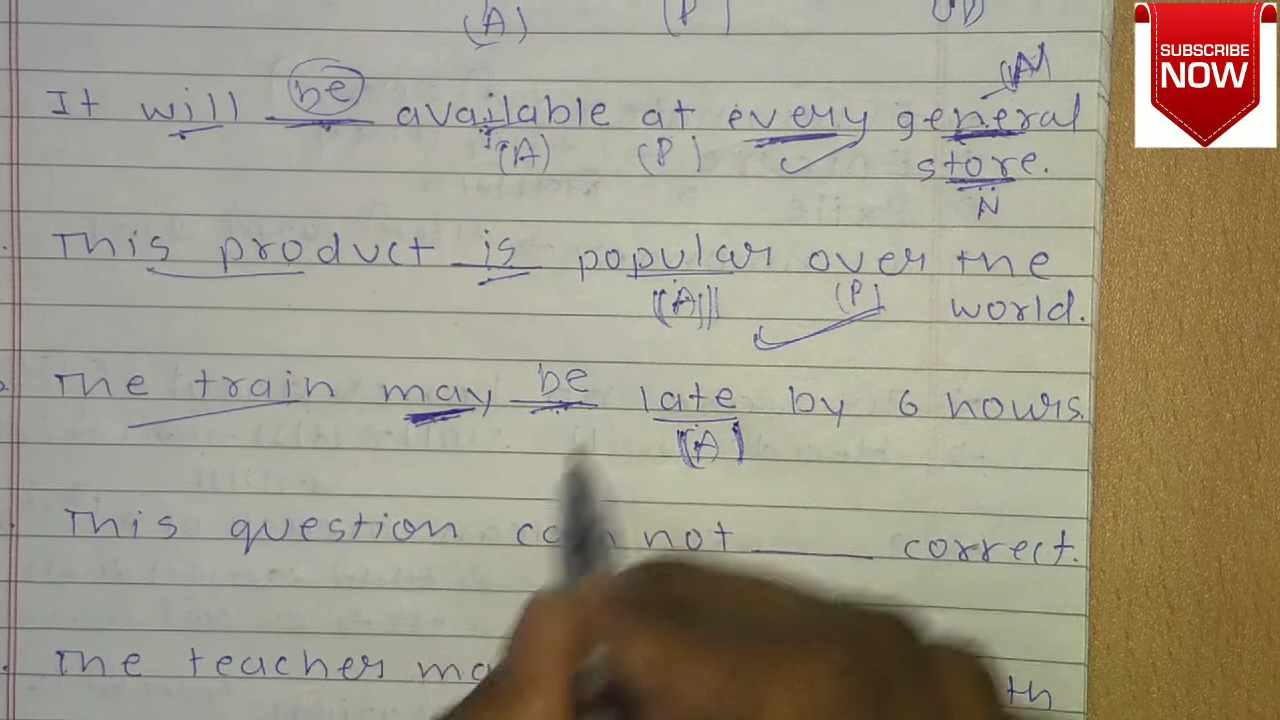 (A) (P)
SUBSCRIBE
NOW
(A)
It will be available at every general
(A) (P) store.
N
This product is popular over the
(A) (P) world.
The train may be late by 6 hours.
(A)
This question not ___ correct.
The teacher